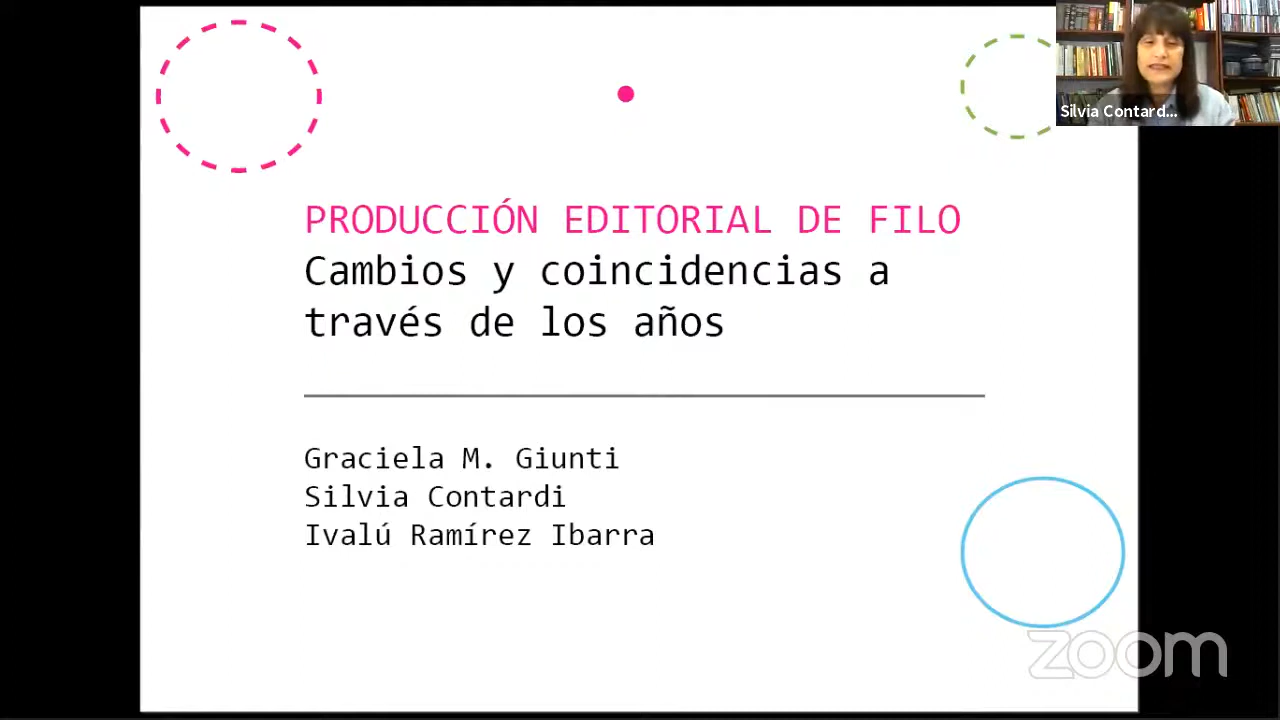 Silvia Contard...
PRODUCCIÓN EDITORIAL DE FILO
Cambios y coincidencias a
través de los años
Graciela M. Giunti
Silvia Contardi
Ivalú Ramírez Ibarra
zoom